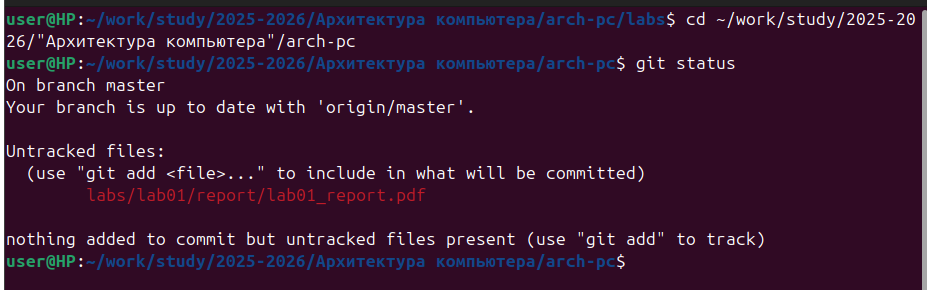 user@HP:~/work/study/2025-2026/Архитектура компьютера/arch-pc/labs$ cd ~/work/study/2025-20
26/"Архитектура компьютера"/arch-pc
user@HP:~/work/study/2025-2026/Архитектура компьютера/arch-pc$ git status
On branch master
Your branch is up to date with 'origin/master'.

Untracked files:
  (use "git add <file>..." to include in what will be committed)
        labs/lab01/report/lab01_report.pdf

nothing added to commit but untracked files present (use "git add" to track)
user@HP:~/work/study/2025-2026/Архитектура компьютера/arch-pc$